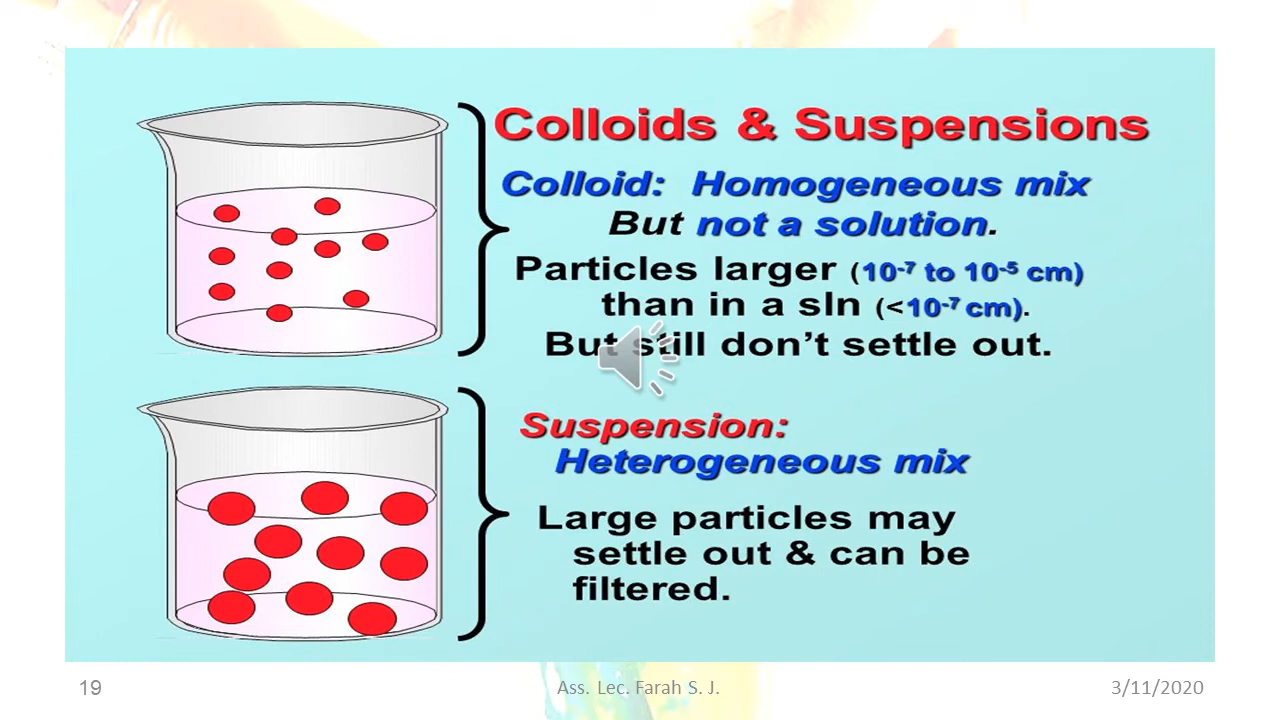 Colloids & Suspensions
Colloid: Homogeneous mix
But not a solution.
Particles larger (10⁻⁷ to 10⁻⁵ cm)
than in a sln (<10⁻⁷ cm).
But still don't settle out.
Suspension:
Heterogeneous mix
Large particles may
settle out & can be
filtered.
19
Ass. Lec. Farah S. J.
3/11/2020